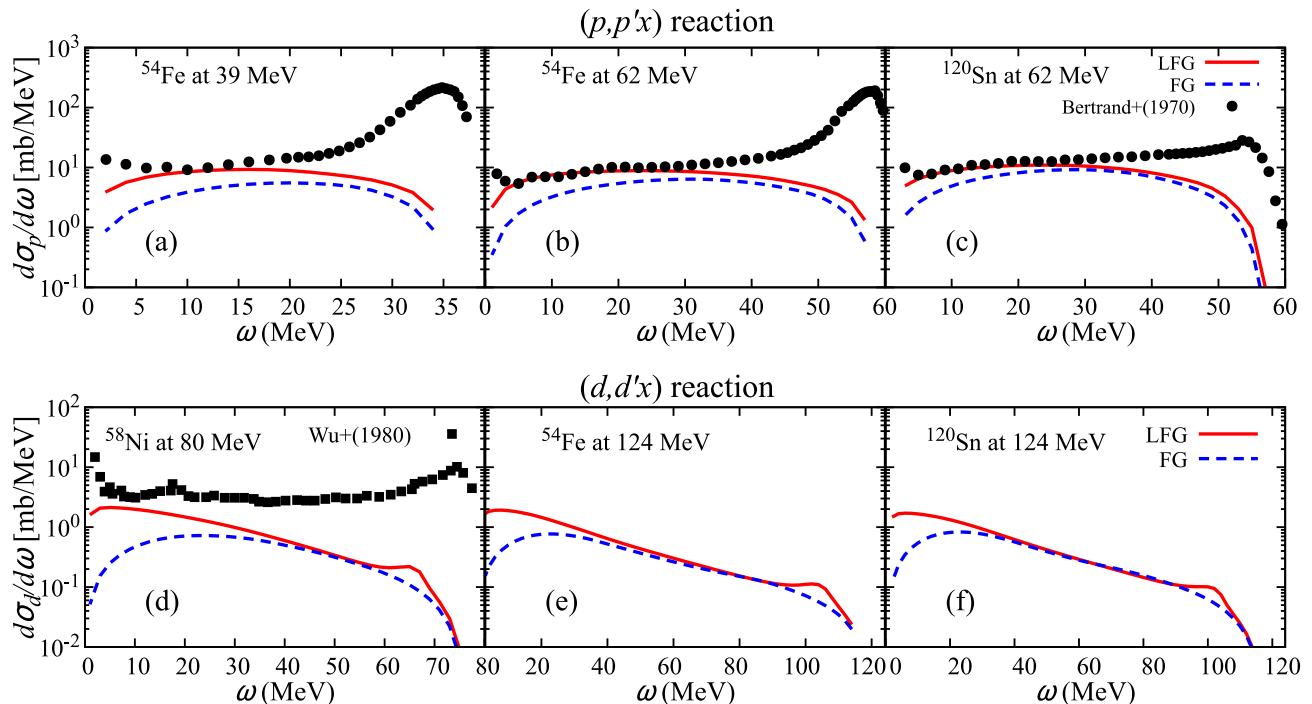 (p,p′x) reaction
dσp/dω [mb/MeV]
10³
10²
10¹
10⁰
10⁻¹
⁵⁴Fe at 39 MeV
(a)
0 5 10 15 20 25 30 35
ω (MeV)
⁵⁴Fe at 62 MeV
(b)
0 10 20 30 40 50 60
ω (MeV)
¹²⁰Sn at 62 MeV
LFG
FG
Bertrand+(1970)
(c)
0 10 20 30 40 50 60
ω (MeV)
(d,d′x) reaction
dσd/dω [mb/MeV]
10²
10¹
10⁰
10⁻¹
10⁻²
⁵⁸Ni at 80 MeV
Wu+(1980)
(d)
0 10 20 30 40 50 60 70 80
ω (MeV)
⁵⁴Fe at 124 MeV
(e)
20 40 60 80 100 120
ω (MeV)
¹²⁰Sn at 124 MeV
LFG
FG
(f)
0 20 40 60 80 100 120
ω (MeV)